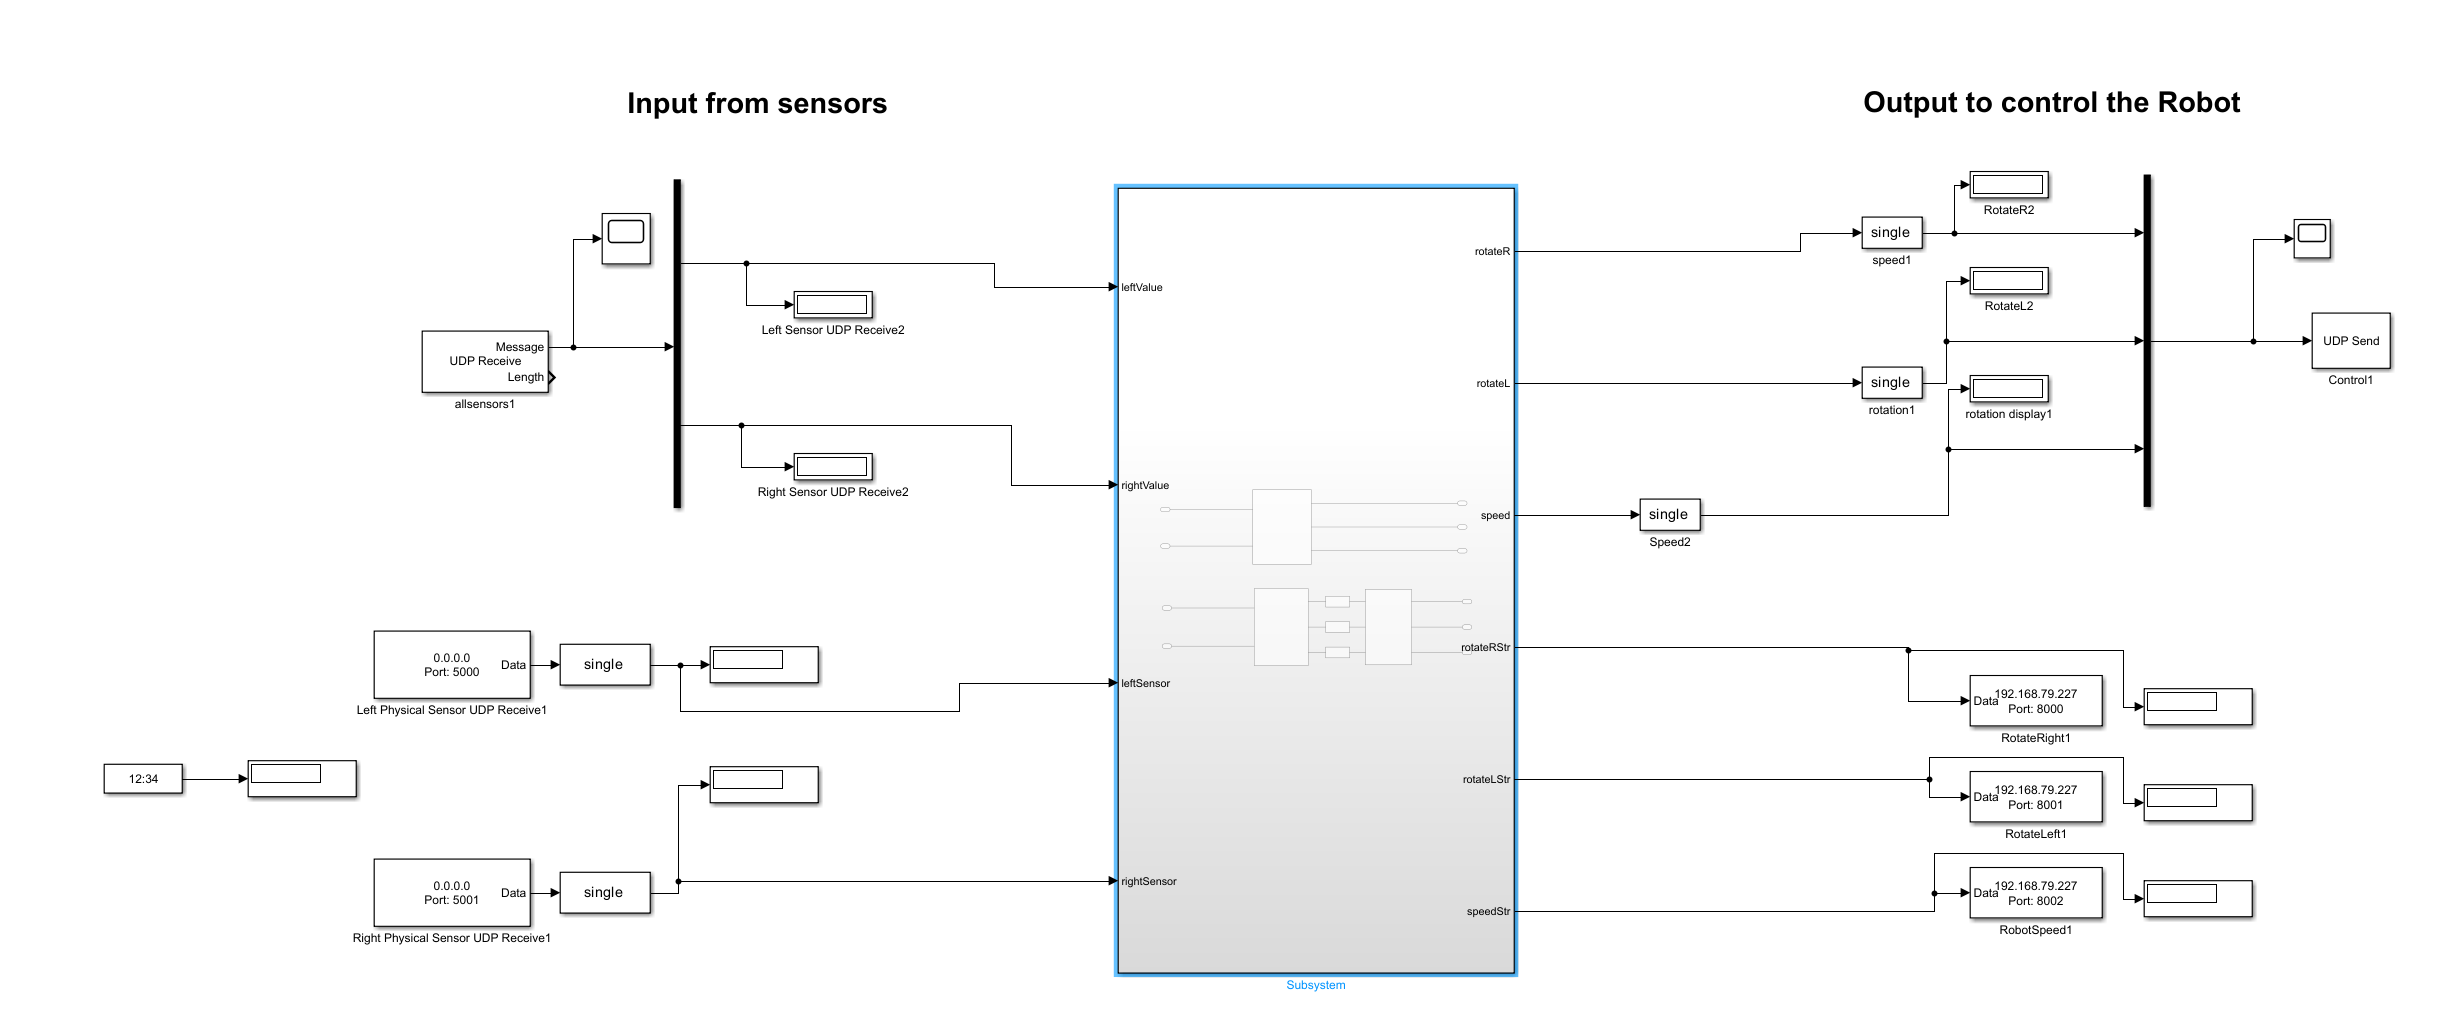 Input from sensors
Output to control the Robot
RotateR2
single
speed1
rotateR
leftValue
RotateL2
Left Sensor UDP Receive2
Message
UDP Receive
Length
allsensors1
UDP Send
Control1
rotateL
single
rotation1
rotation display1
rightValue
Right Sensor UDP Receive2
speed
single
Speed2
0.0.0.0
Port: 5000
Data
single
Left Physical Sensor UDP Receive1
leftSensor
rotateRStr
Data
192.168.79.227
Port: 8000
RotateRight1
12:34
rotateLStr
Data
192.168.79.227
Port: 8001
RotateLeft1
0.0.0.0
Port: 5001
Data
single
Right Physical Sensor UDP Receive1
rightSensor
speedStr
Data
192.168.79.227
Port: 8002
RobotSpeed1
Subsystem